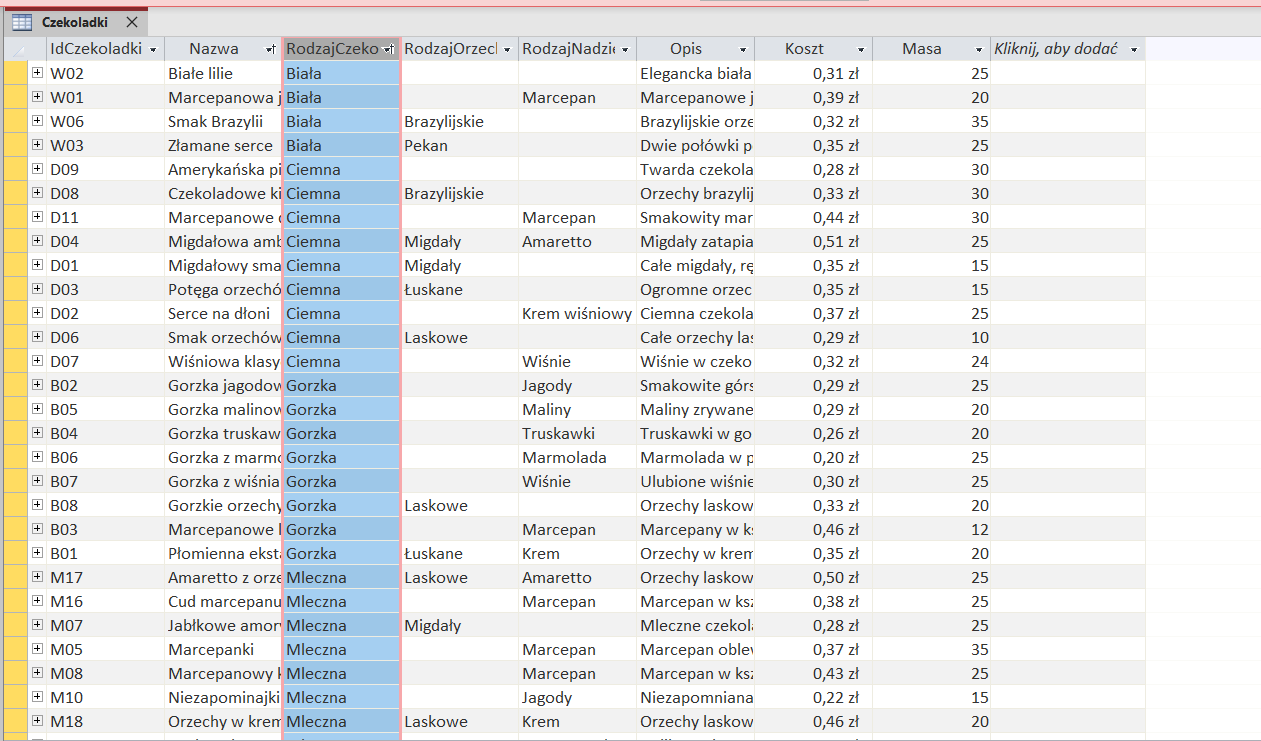 Czekoladki
IdCzekoladki Nazwa RodzajCzeko RodzajOrzecl RodzajNadzie Opis Koszt Masa Kliknij, aby dodać
W02 Białe lilie Biała Elegancka biała 0,31 zł 25
W01 Marcepanowa j Biała Marcepan Marcepanowe j 0,39 zł 20
W06 Smak Brazylii Biała Brazylijskie Brazylijskie orze 0,32 zł 35
W03 Złamane serce Biała Pekan Dwie połówki p 0,35 zł 25
D09 Amerykańska pi Ciemna Twarda czekola 0,28 zł 30
D08 Czekoladowe ki Ciemna Brazylijskie Orzechy brazylij 0,33 zł 30
D11 Marcepanowe Ciemna Marcepan Smakowity mar 0,44 zł 30
D04 Migdałowa amb Ciemna Migdały Amaretto Migdały zatapia 0,51 zł 25
D01 Migdałowy sma Ciemna Migdały Całe migdały, rę 0,35 zł 15
D03 Potęga orzechó Ciemna Łuskane Ogromne orzec 0,35 zł 15
D02 Serce na dłoni Ciemna Krem wiśniowy Ciemna czekola 0,37 zł 25
D06 Smak orzechów Ciemna Laskowe Całe orzechy las 0,29 zł 10
D07 Wiśniowa klasy Ciemna Wiśnie Wiśnie w czeko 0,32 zł 24
B02 Gorzka jagodow Gorzka Jagody Smakowite górs 0,29 zł 25
B05 Gorzka malinow Gorzka Maliny Maliny zrywane 0,29 zł 20
B04 Gorzka truskaw Gorzka Truskawki Truskawki w go 0,26 zł 20
B06 Gorzka z marmo Gorzka Marmolada Marmolada w p 0,20 zł 25
B07 Gorzka z wiśnia Gorzka Wiśnie Ulubione wiśnie 0,30 zł 25
B08 Gorzkie orzechy Gorzka Laskowe Orzechy laskow 0,33 zł 20
B03 Marcepanowe Gorzka Marcepan Marcepany w ks 0,46 zł 12
B01 Płomienna eksta Gorzka Łuskane Krem Orzechy w krem 0,35 zł 20
M17 Amaretto z orze Mleczna Laskowe Amaretto Orzechy laskow 0,50 zł 25
M16 Cud marcepanu Mleczna Marcepan Marcepan w ksz 0,38 zł 25
M07 Jabłkowe amory Mleczna Migdały Mleczne czekola 0,28 zł 25
M05 Marcepanki Mleczna Marcepan Marcepan oblew 0,37 zł 35
M08 Marcepanowy k Mleczna Marcepan Marcepan w ksz 0,43 zł 25
M10 Niezapominajki Mleczna Jagody Niezapomniana 0,22 zł 15
M18 Orzechy w krem Mleczna Laskowe Krem Orzechy laskow 0,46 zł 20